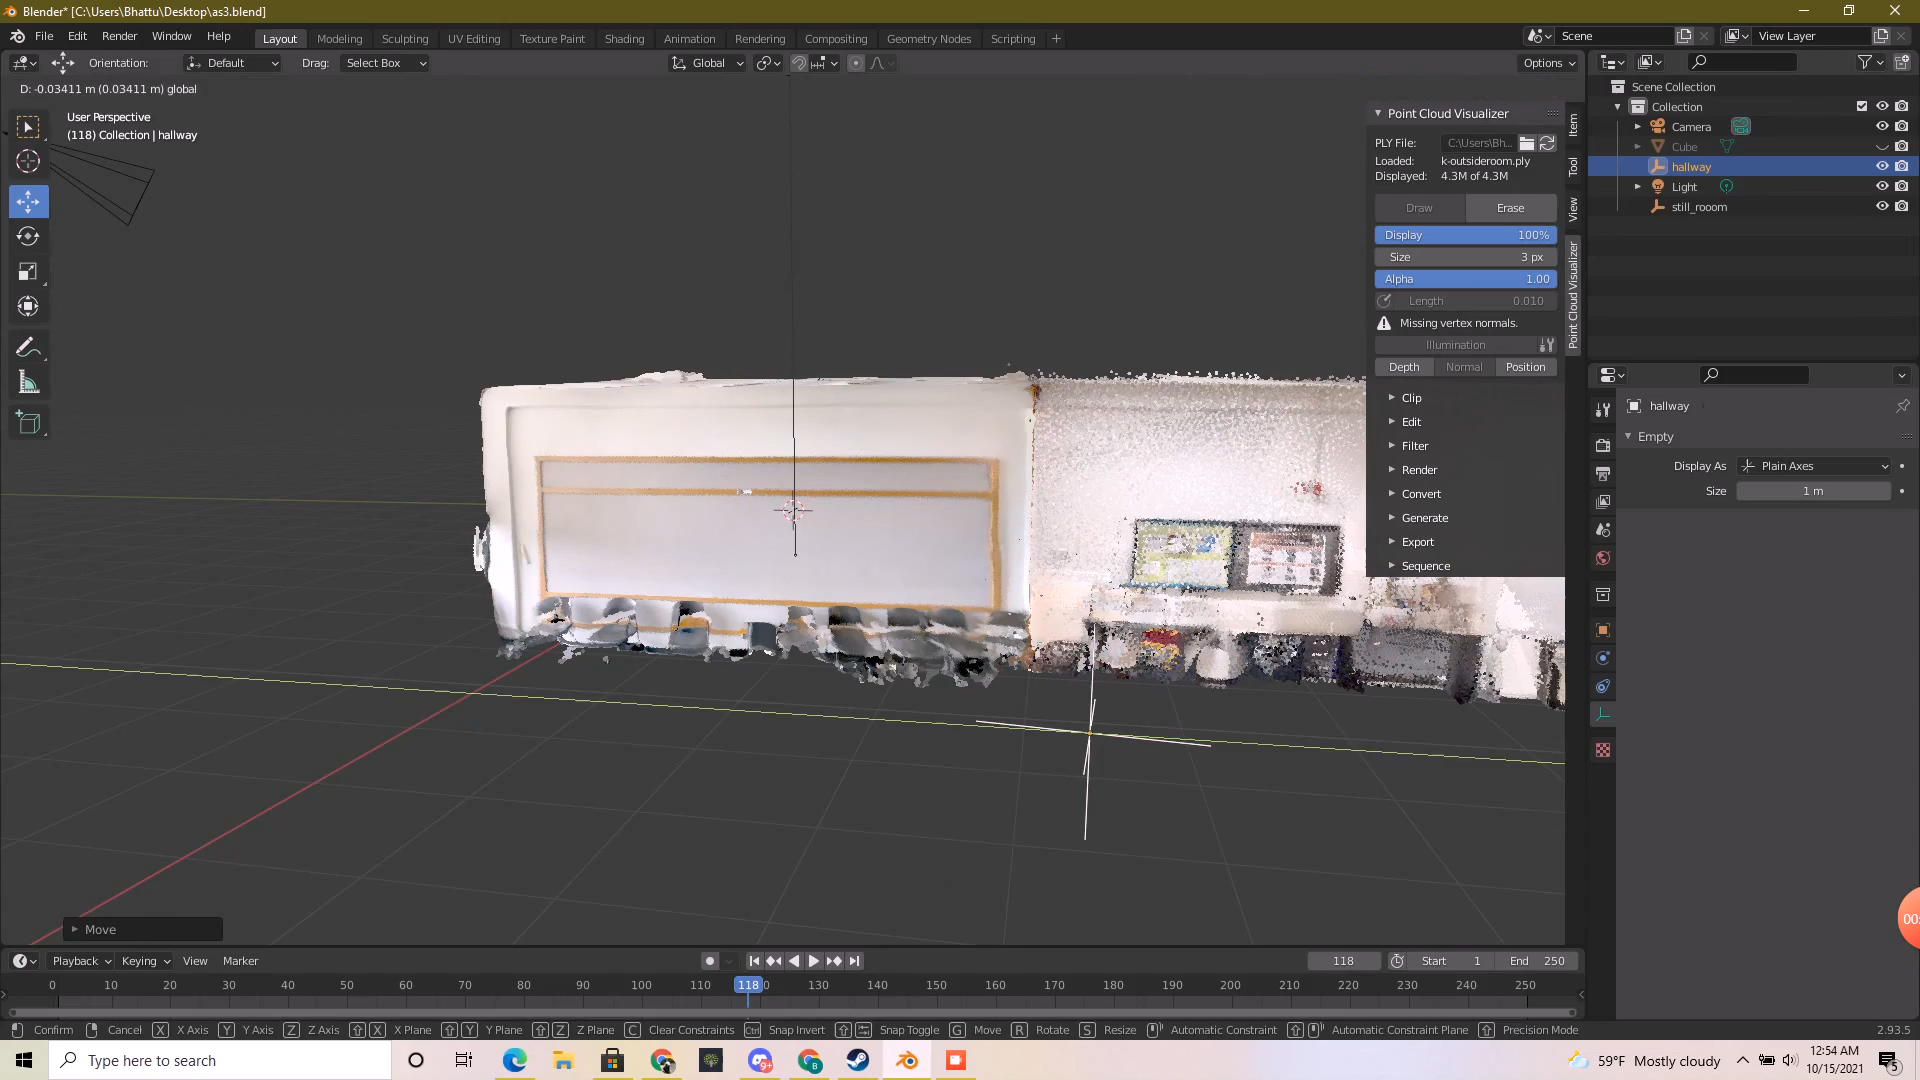 Blender* [C:\Users\Bhattu\Desktop\as3.blend]
File Edit Render Window Help Layout Modeling Sculpting UV Editing Texture Paint Shading Animation Rendering Compositing Geometry Nodes Scripting + Scene View Layer
Orientation: Default Drag: Select Box Global Options
D: -0.03411 m (0.03411 m) global
User Perspective
(118) Collection | hallway
Point Cloud Visualizer
PLY File: C:\Users\Bh...
Loaded: k-outsideroom.ply
Displayed: 4.3M of 4.3M
Draw Erase
Display 100%
Size 3 px
Alpha 1.00
Length 0.010
Missing vertex normals.
Illumination
Depth Normal Position
Clip
Edit
Filter
Render
Convert
Generate
Export
Sequence
Item
Tool
View
Point Cloud Visualizer
Scene Collection
Collection
Camera
Cube
hallway
Light
still_rooom
hallway
Empty
Display As Plain Axes
Size 1 m
00:
Move
Playback Keying View Marker 118 Start 1 End 250
0 10 20 30 40 50 60 70 80 90 100 110 118 0 130 140 150 160 170 180 190 200 210 220 230 240 250
Confirm Cancel X X Axis Y Y Axis Z Z Axis X X Plane Y Y Plane Z Z Plane C Clear Constraints Ctrl Snap Invert Snap Toggle G Move R Rotate S Resize Automatic Constraint Automatic Constraint Plane Precision Mode 2.93.5
Type here to search 9+ B 59°F Mostly cloudy 12:54 AM
10/15/2021 5